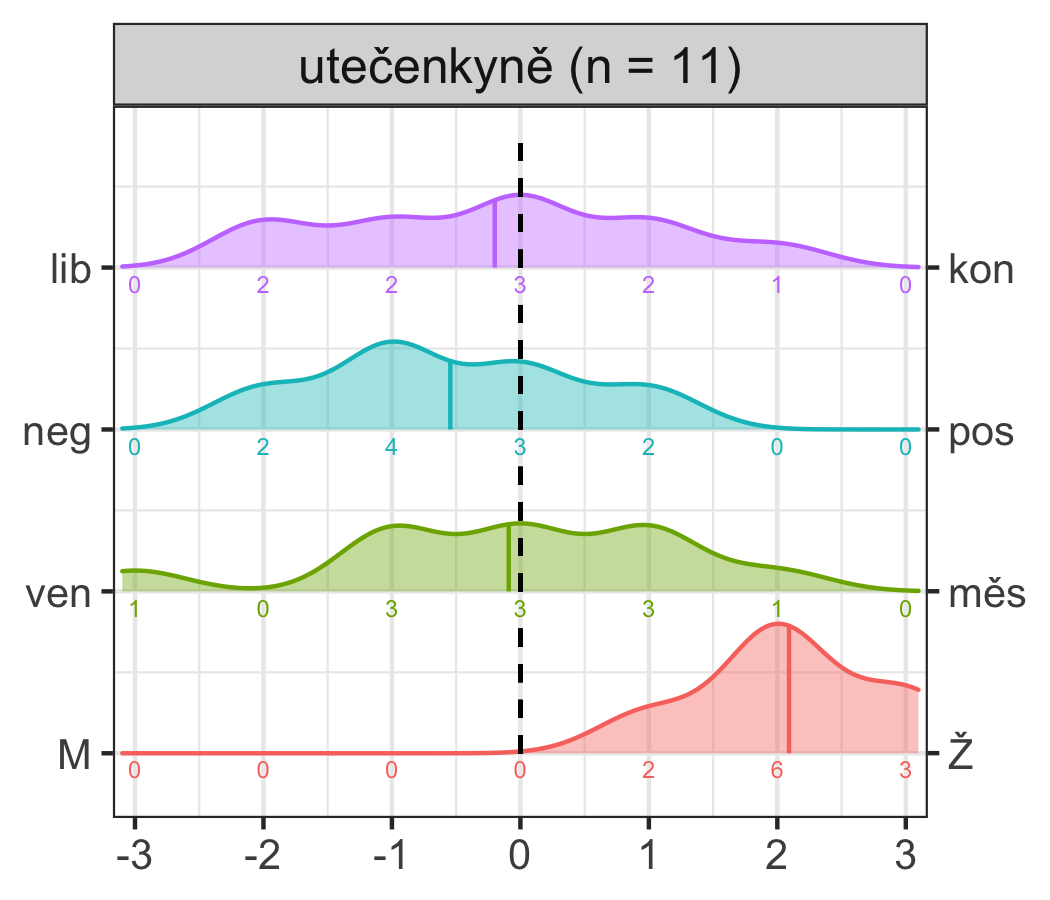 utečenkyně (n = 11)
lib kon
0 2 2 3 2 1 0
neg pos
0 2 4 3 2 0 0
ven měs
1 0 3 3 3 1 0
M Ž
0 0 0 0 2 6 3
-3 -2 -1 0 1 2 3